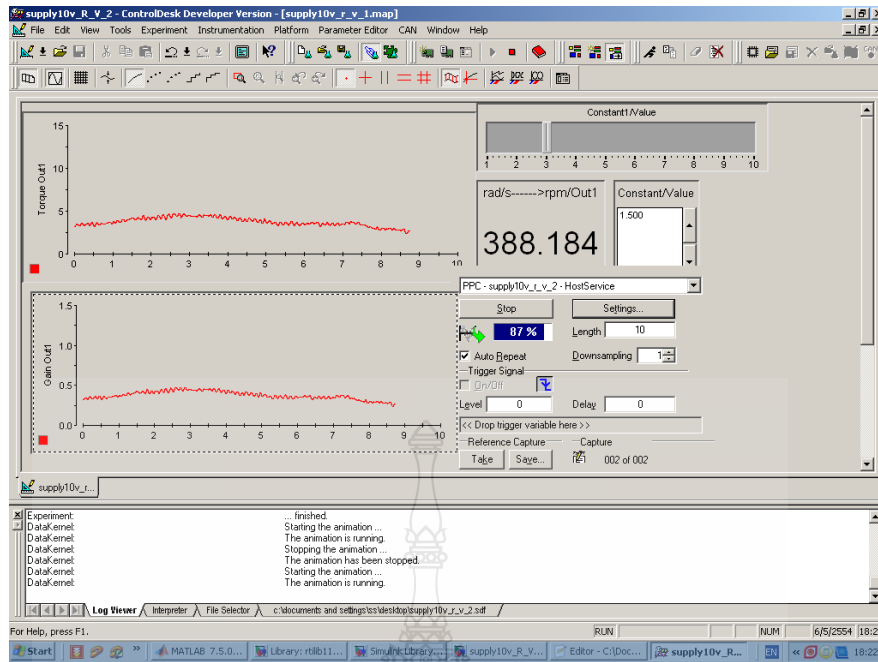 supply10v_R_V_2 - ControlDesk Developer Version - [supply10v_r_v_1.map]
File Edit View Tools Experiment Instrumentation Platform Parameter Editor CAN Window Help
Constant1/Value
1 2 3 4 5 6 7 8 9 10
15
10
5
0
Torque Out1
0 1 2 3 4 5 6 7 8 9 10
rad/s------>rpm/Out1
388.184
Constant/Value
1.500
PPC - supply10v_r_v_2 - HostService
Stop Settings...
87 % Length 10
Auto Repeat Downsampling 1
Trigger Signal
On/Off
Level 0 Delay 0
<< Drop trigger variable here >>
Reference Capture Capture
Take Save... 002 of 002
1.5
1.0
0.5
0.0
Gain Out1
0 1 2 3 4 5 6 7 8 9 10
supply10v_r...
Experiment: ... finished.
DataKernel: Starting the animation ...
DataKernel: The animation is running.
DataKernel: Stopping the animation ...
DataKernel: The animation has been stopped.
DataKernel: Starting the animation ...
DataKernel: The animation is running.
Log Viewer Interpreter File Selector c:\documents and settings\ss\desktop\supply10v_r_v_2.sdf
For Help, press F1. RUN NUM 6/5/2554 18:2
Start MATLAB 7.5.0... Library: rtlib11... Simulink Library... supply10v_R_V... Editor - C:\Doc... supply10v_R... EN 18:22